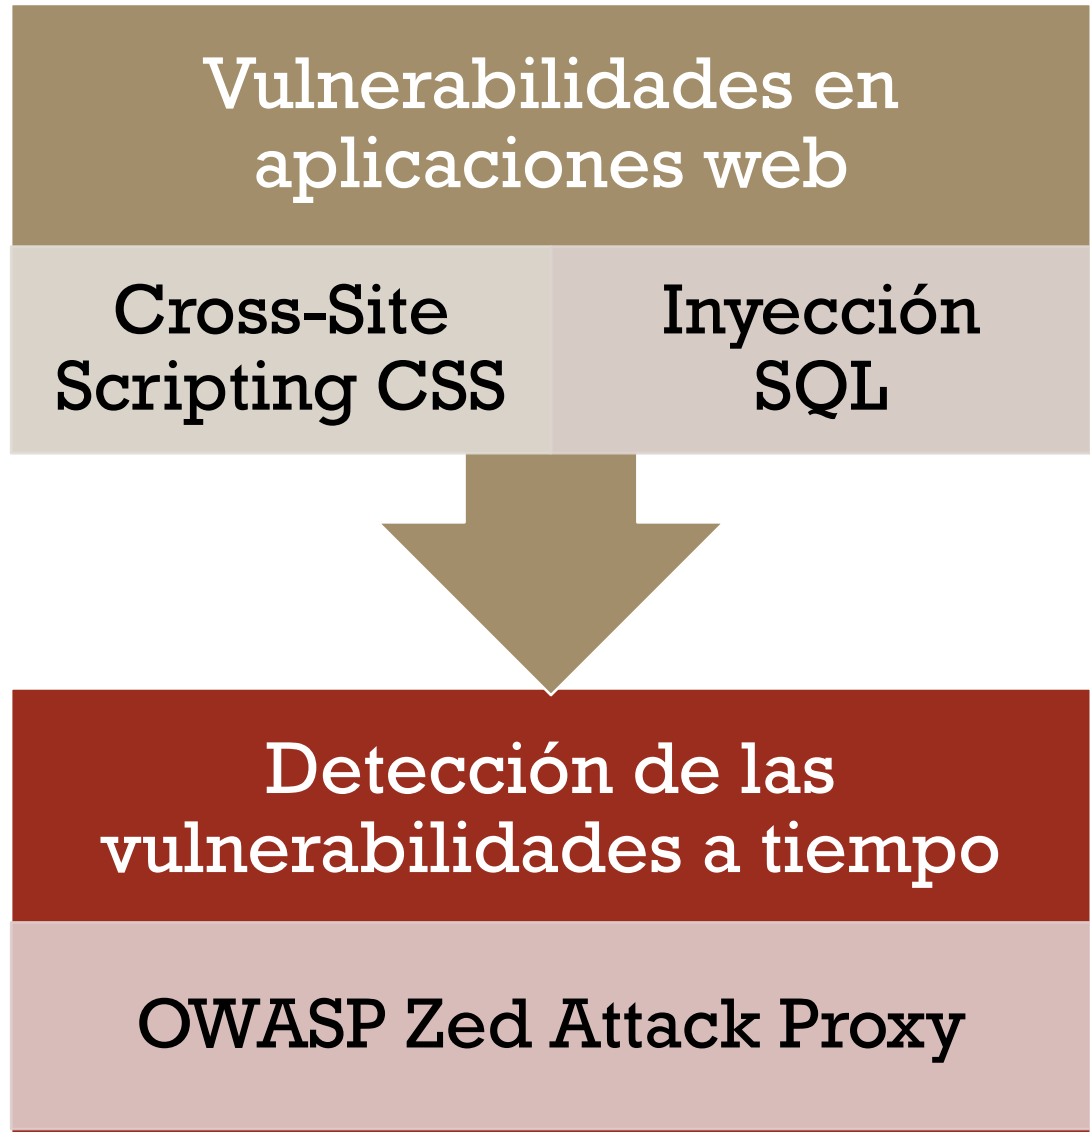 Vulnerabilidades en
aplicaciones web
Cross-Site
Scripting CSS
Inyección
SQL
Detección de las
vulnerabilidades a tiempo
OWASP Zed Attack Proxy